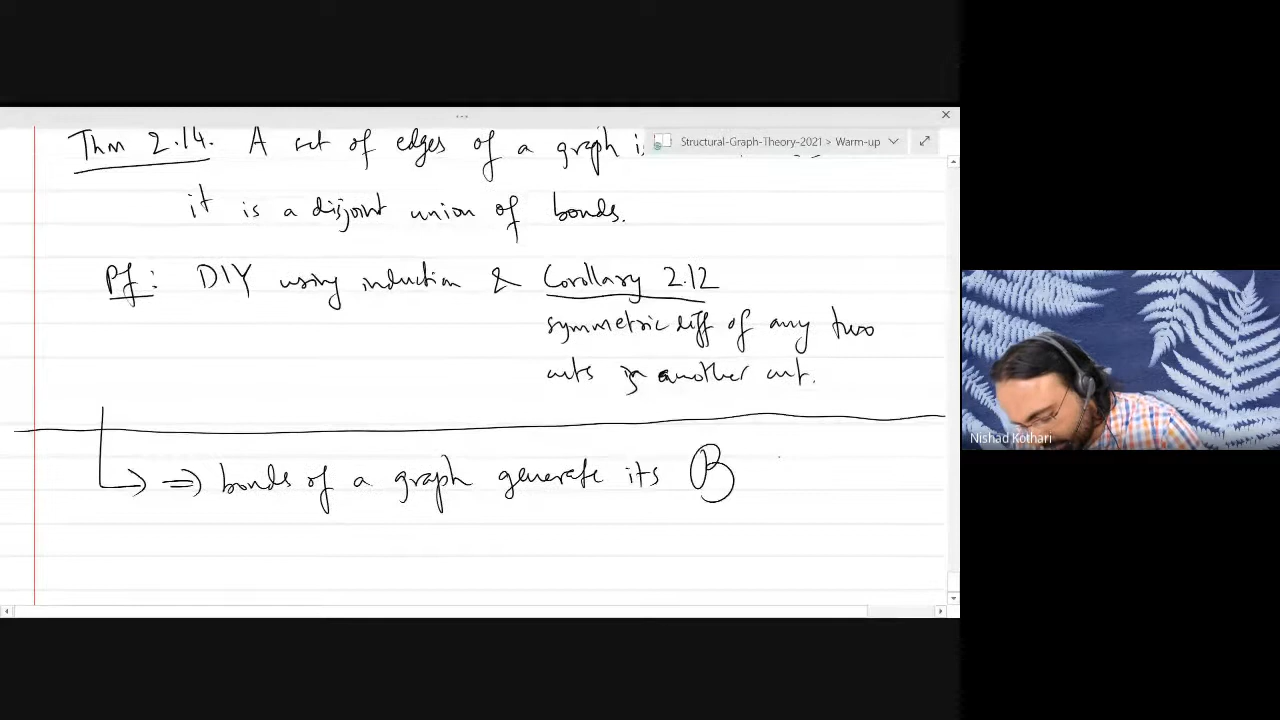 Thm 2.14. A set of edges of a graph
Structural-Graph-Theory-2021 > Warm-up
it is a disjoint union of bonds.
Pf: DIY using induction & Corollary 2.12
symmetric diff of any two
cuts is another cut.
↳ ⇒ bonds of a graph generate its B
Nishad Kothari